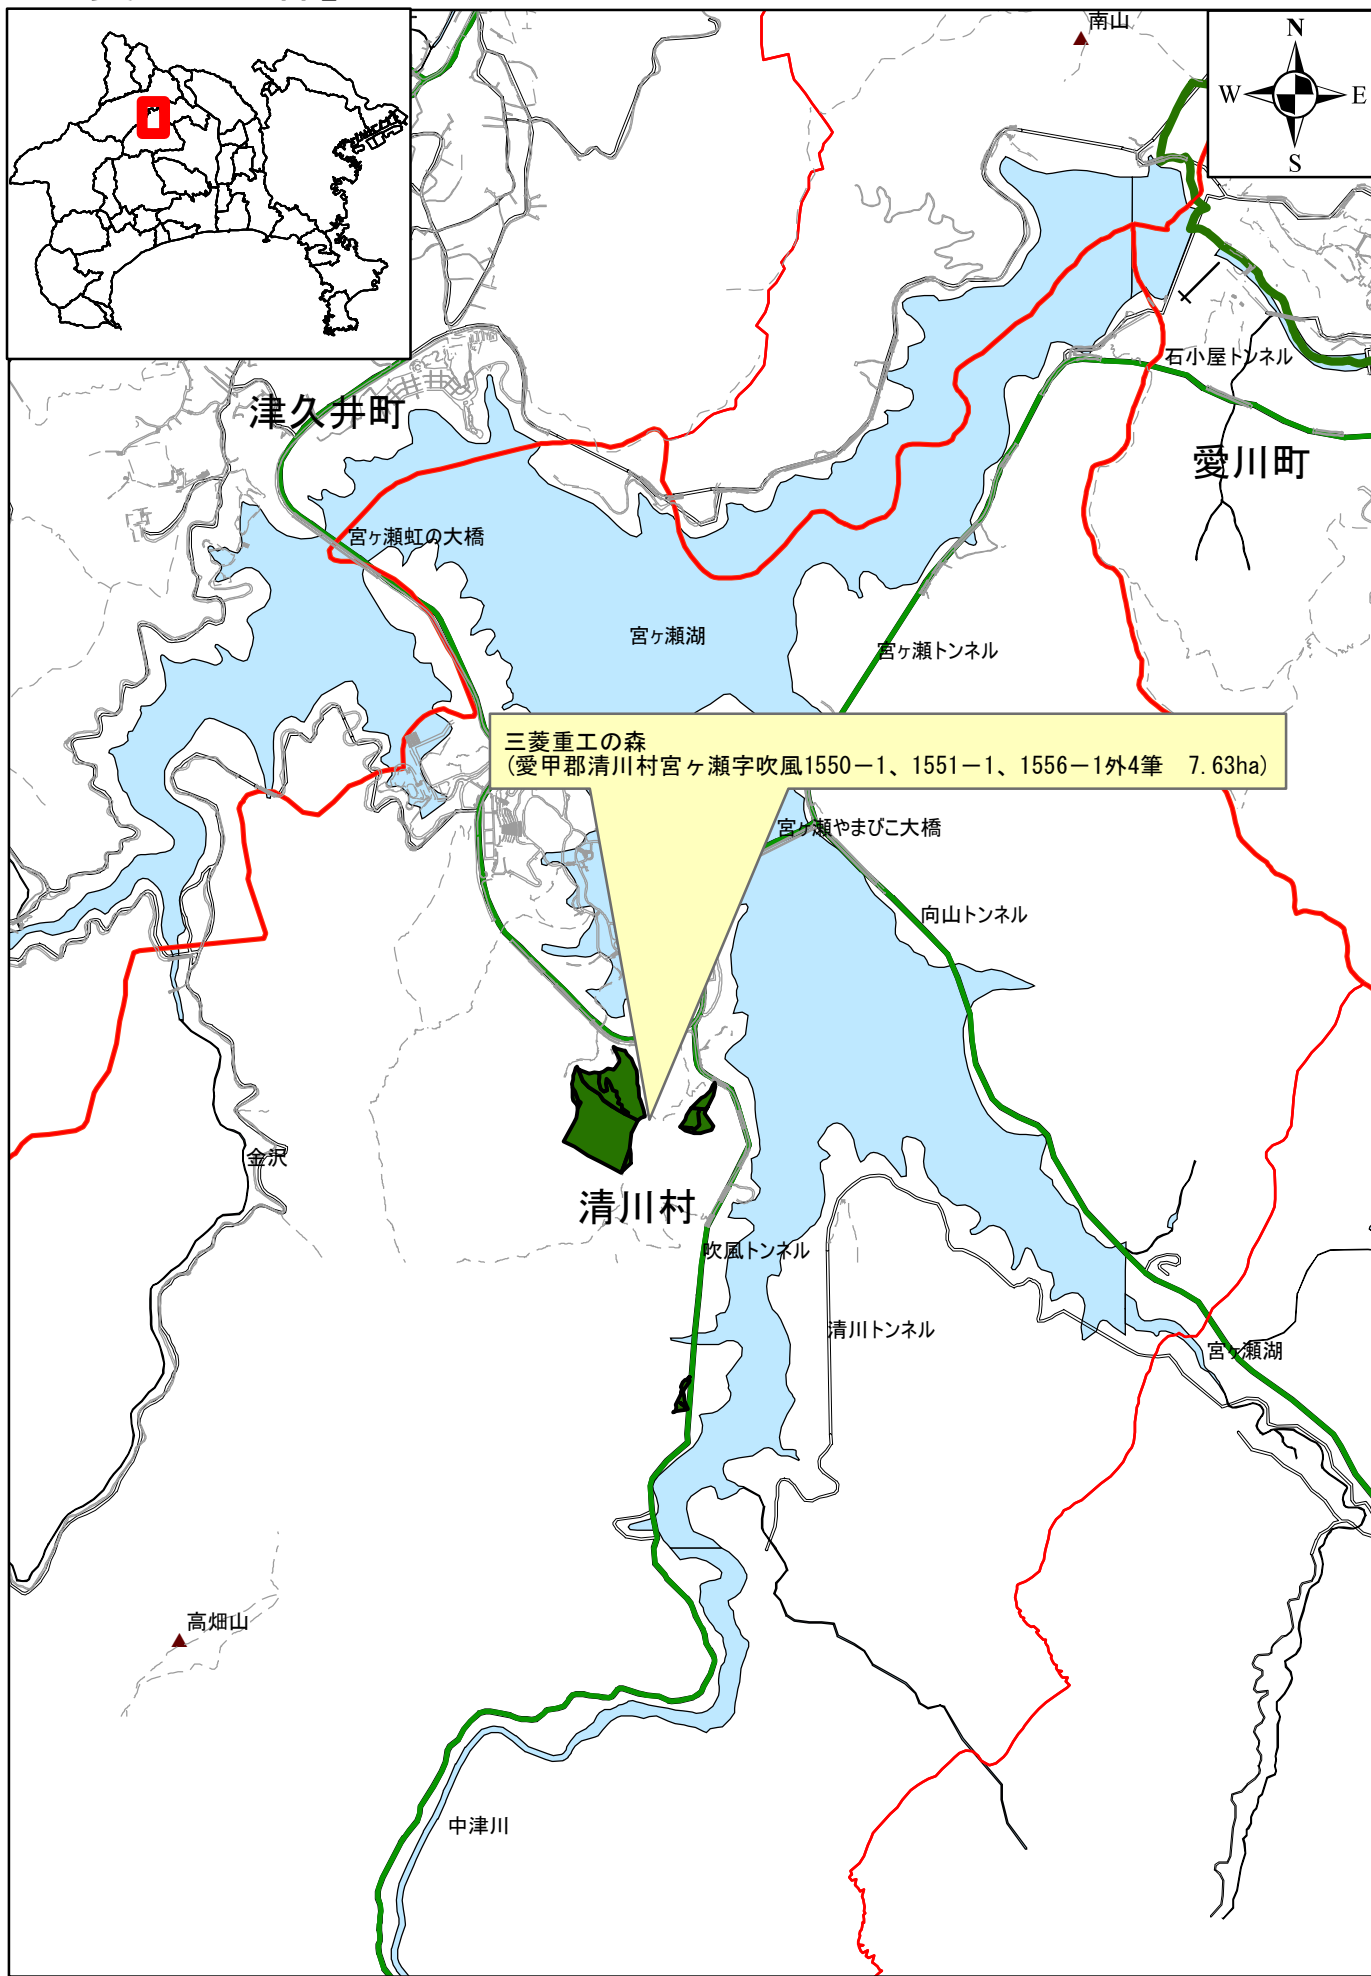 南山
N
W
E
S
石小屋トンネル
津久井町
愛川町
宮ヶ瀬虹の大橋
宮ヶ瀬湖
宮ヶ瀬トンネル
三菱重工の森
(愛甲郡清川村宮ヶ瀬字吹風1550－1、1551－1、1556－1外4筆　7.63ha)
宮ヶ瀬やまびこ大橋
向山トンネル
金沢
清川村
吹風トンネル
清川トンネル
宮ヶ瀬湖
高畑山
中津川